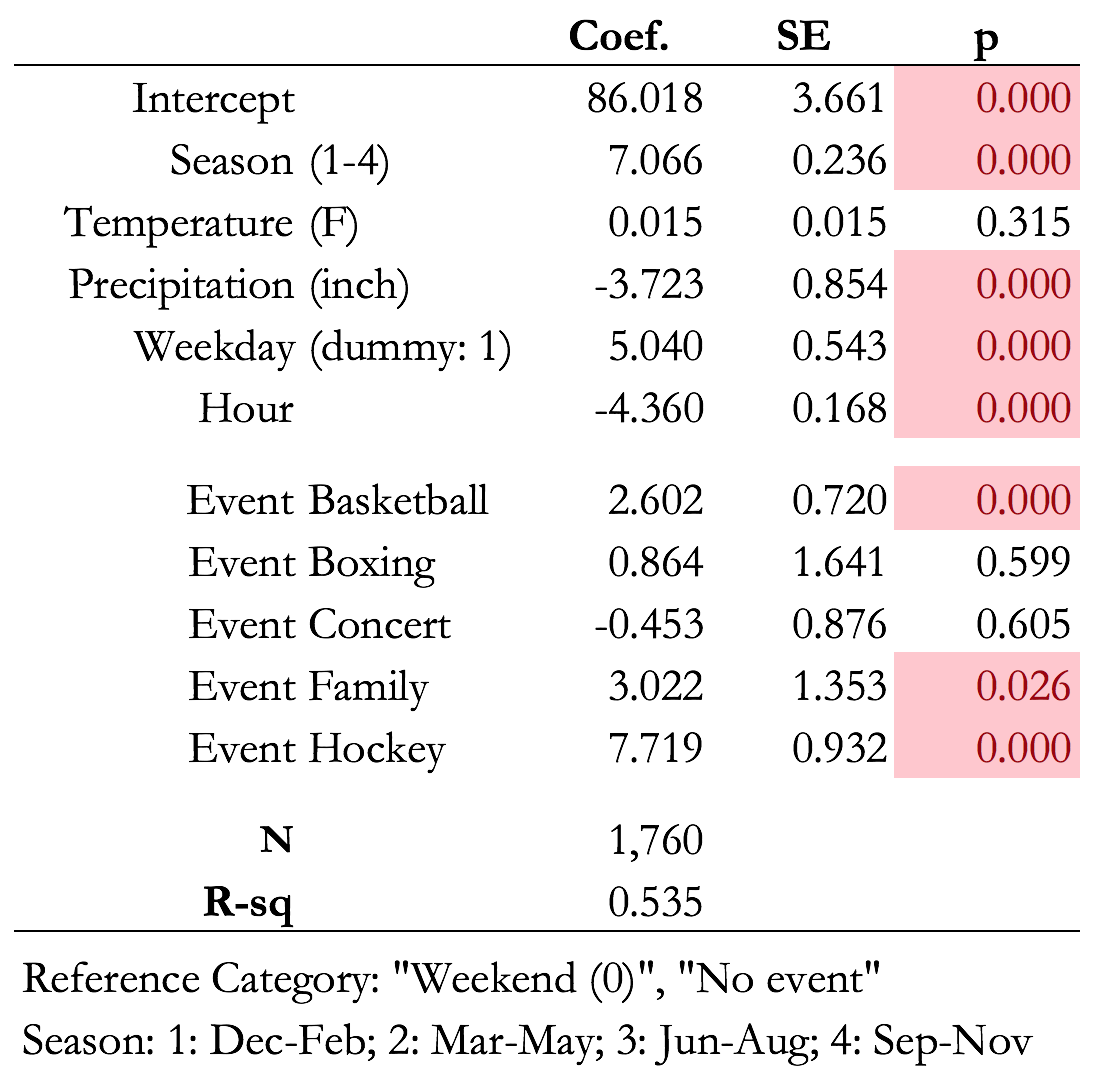 Coef. SE p
Intercept 86.018 3.661 0.000
Season (1-4) 7.066 0.236 0.000
Temperature (F) 0.015 0.015 0.315
Precipitation (inch) -3.723 0.854 0.000
Weekday (dummy: 1) 5.040 0.543 0.000
Hour -4.360 0.168 0.000
Event Basketball 2.602 0.720 0.000
Event Boxing 0.864 1.641 0.599
Event Concert -0.453 0.876 0.605
Event Family 3.022 1.353 0.026
Event Hockey 7.719 0.932 0.000
N 1,760
R-sq 0.535
Reference Category: "Weekend (0)", "No event"
Season: 1: Dec-Feb; 2: Mar-May; 3: Jun-Aug; 4: Sep-Nov